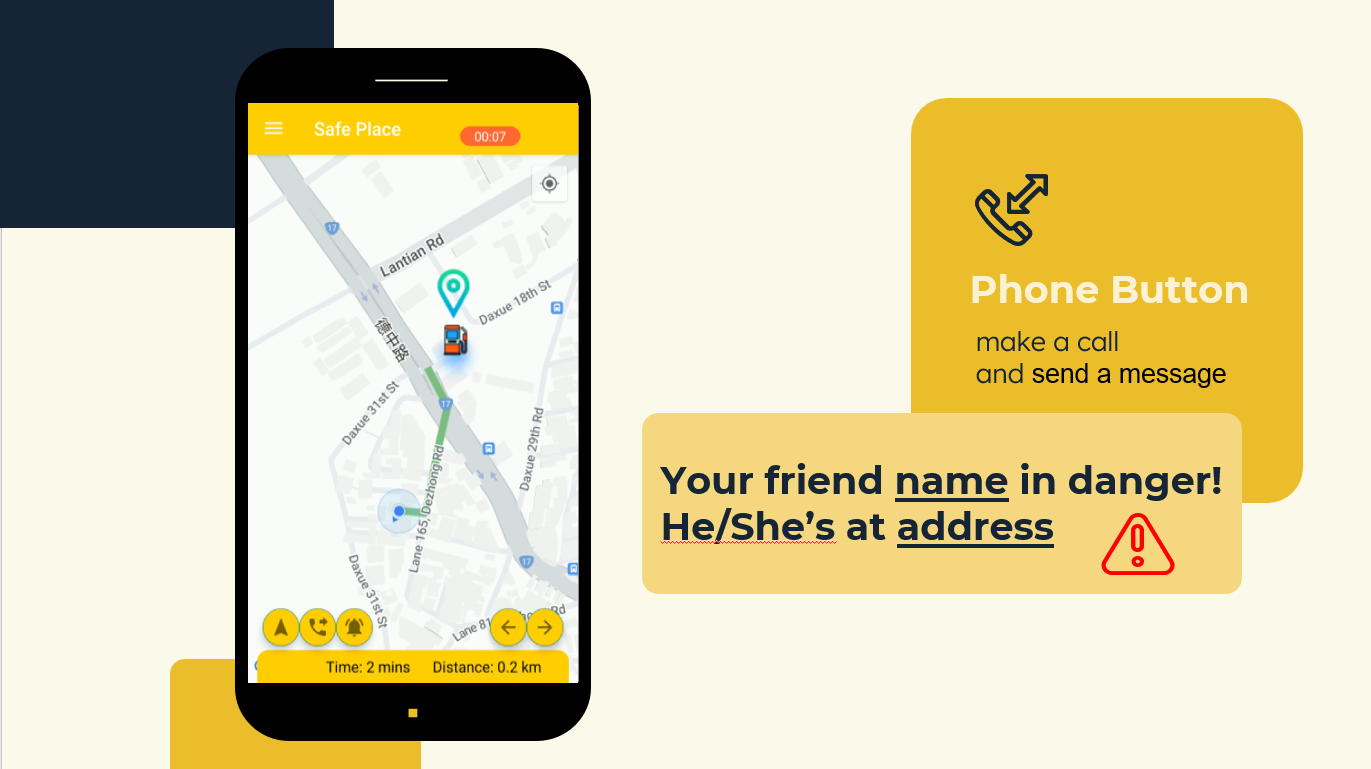 Safe Place
00:07
17
Lantian Rd
Daxue 18th St
德中路
17
Daxue 31st St
Daxue 29th Rd
Lane 165, Dezhong Rd
17
Daxue 31st St
Lane 81
Rd
Time: 2 mins
Distance: 0.2 km
Phone Button
make a call
and send a message
Your friend name in danger!
He/She's at address